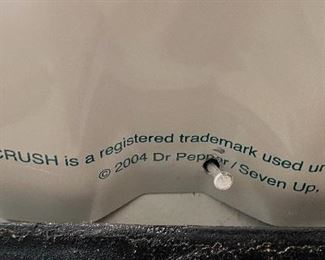 CRUSH is a registered trademark used un
© 2004 Dr Pepper / Seven Up,